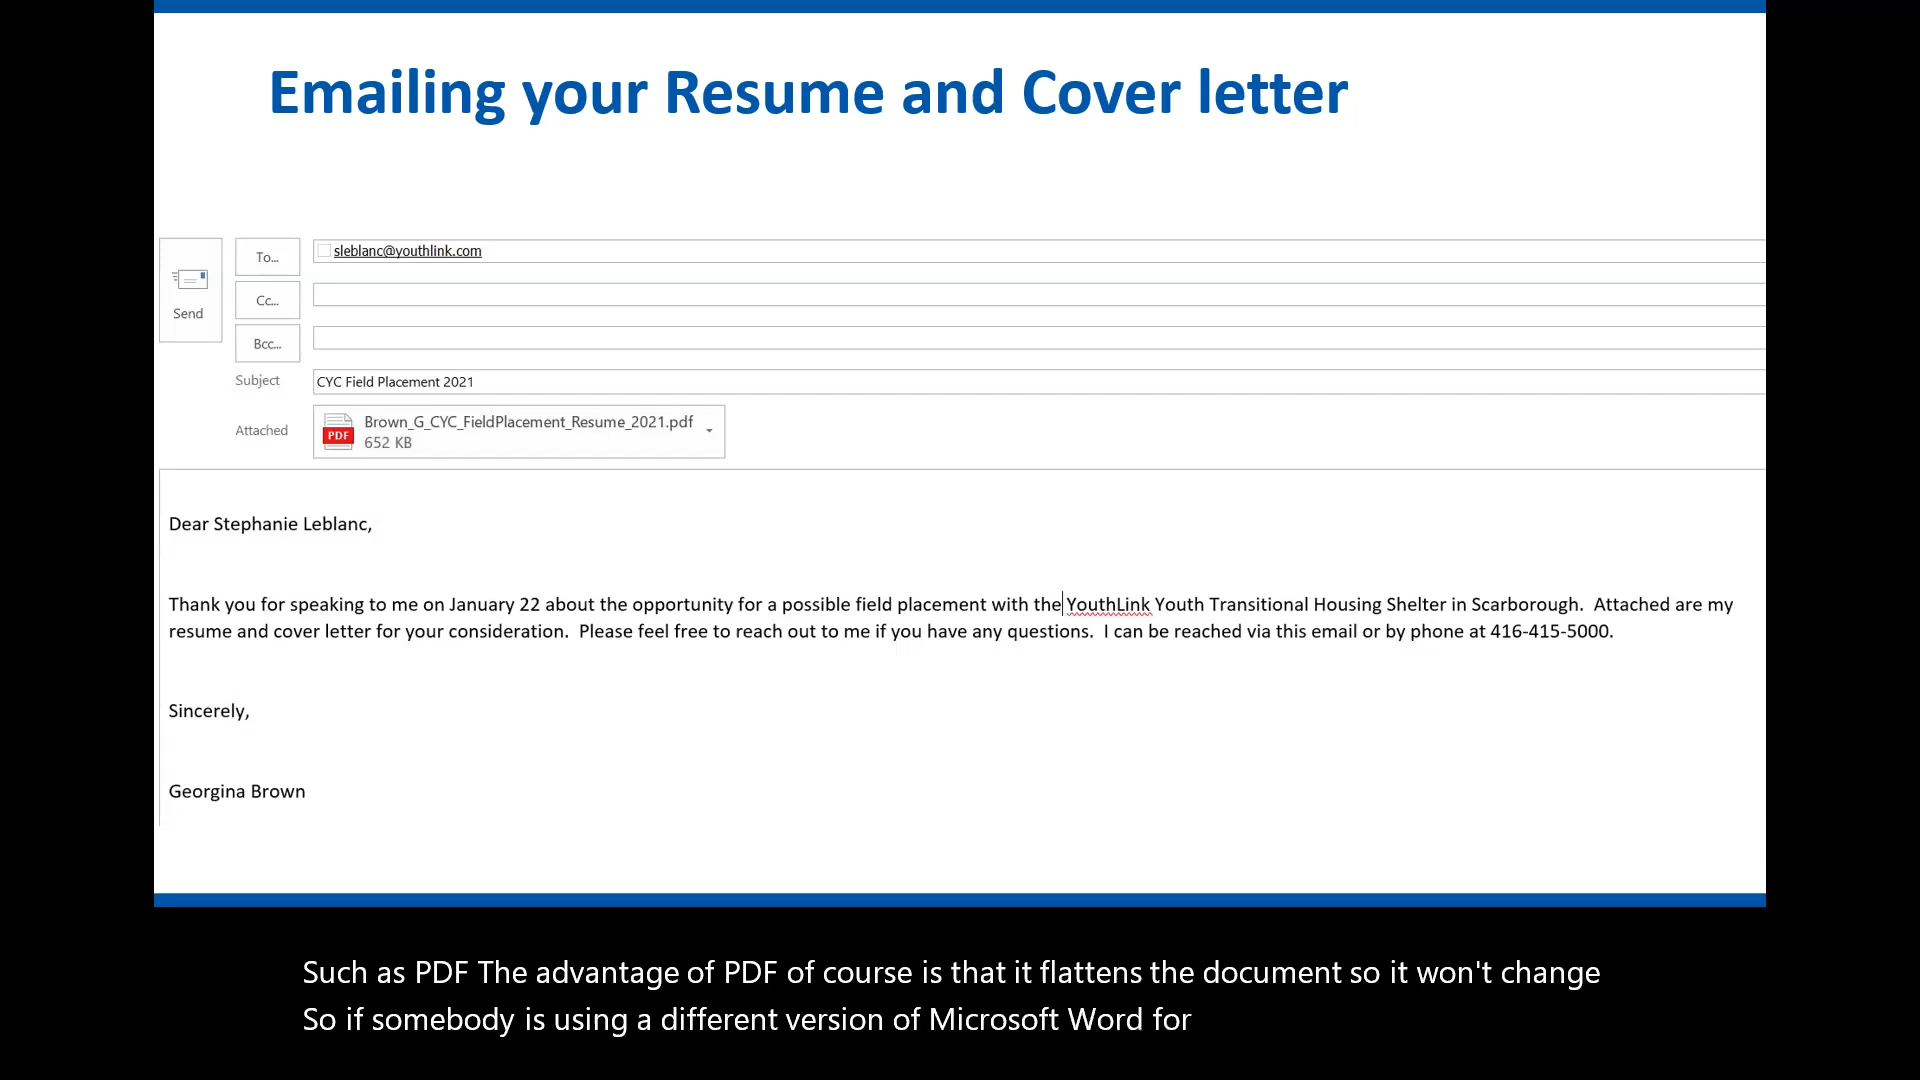 Emailing your Resume and Cover letter
Send
To...
sleblanc@youthlink.com
Cc...
Bcc...
Subject
CYC Field Placement 2021
Attached
PDF
Brown_G_CYC_FieldPlacement_Resume_2021.pdf
652 KB
Dear Stephanie Leblanc,
Thank you for speaking to me on January 22 about the opportunity for a possible field placement with the YouthLink Youth Transitional Housing Shelter in Scarborough.  Attached are my
resume and cover letter for your consideration.  Please feel free to reach out to me if you have any questions.  I can be reached via this email or by phone at 416-415-5000.
Sincerely,
Georgina Brown
Such as PDF The advantage of PDF of course is that it flattens the document so it won't change
So if somebody is using a different version of Microsoft Word for